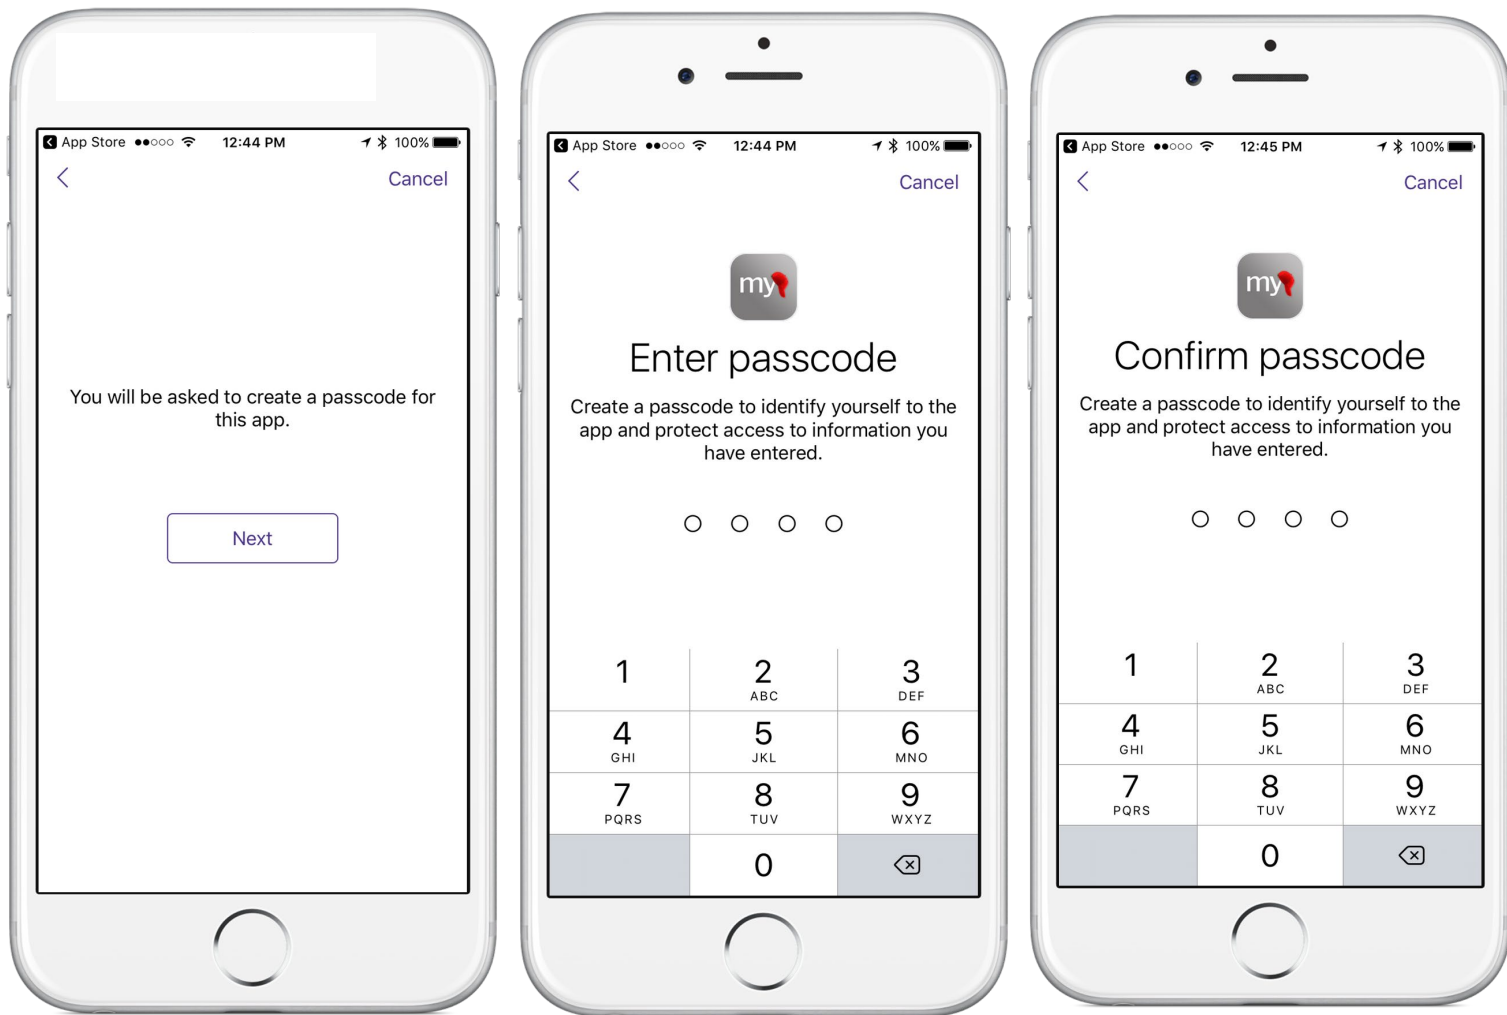 App Store 12:44 PM 100%
Cancel
You will be asked to create a passcode for
this app.
Next
App Store 12:44 PM 100%
Cancel
my
Enter passcode
Create a passcode to identify yourself to the
app and protect access to information you
have entered.
1 2 3
ABC DEF
4 5 6
GHI JKL MNO
7 8 9
PQRS TUV WXYZ
0
App Store 12:45 PM 100%
Cancel
my
Confirm passcode
Create a passcode to identify yourself to the
app and protect access to information you
have entered.
1 2 3
ABC DEF
4 5 6
GHI JKL MNO
7 8 9
PQRS TUV WXYZ
0